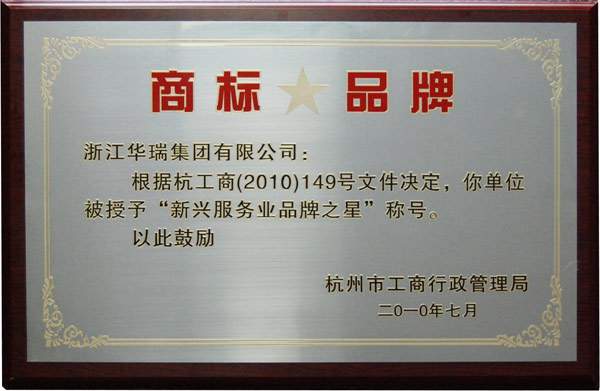 商标★品牌
浙江华瑞集团有限公司：
根据杭工商(2010)149号文件决定，你单位
被授予“新兴服务业品牌之星”称号。
以此鼓励
杭州市工商行政管理局
二〇一〇年七月